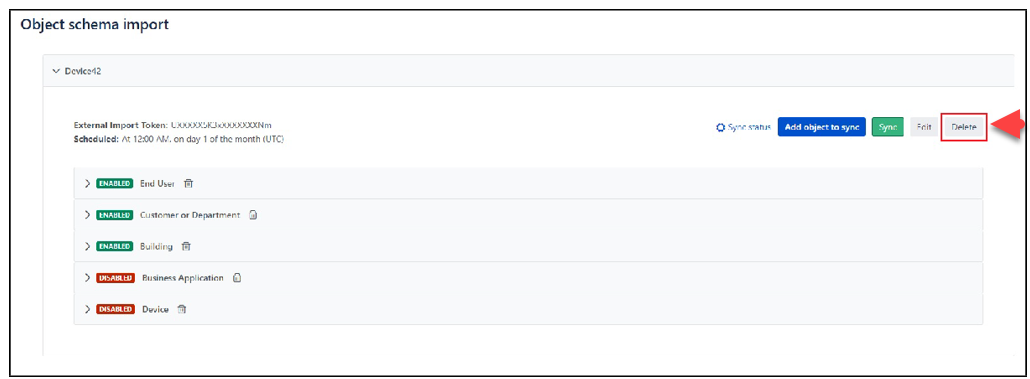 Object schema import
Device42
External Import Token: UXXXXX5K3xXXXXXXXNm
Scheduled: At 12:00 AM, on day 1 of the month (UTC)
Sync status Add object to sync Sync Edit Delete
ENABLED End User
ENABLED Customer or Department
ENABLED Building
DISABLED Business Application
DISABLED Device